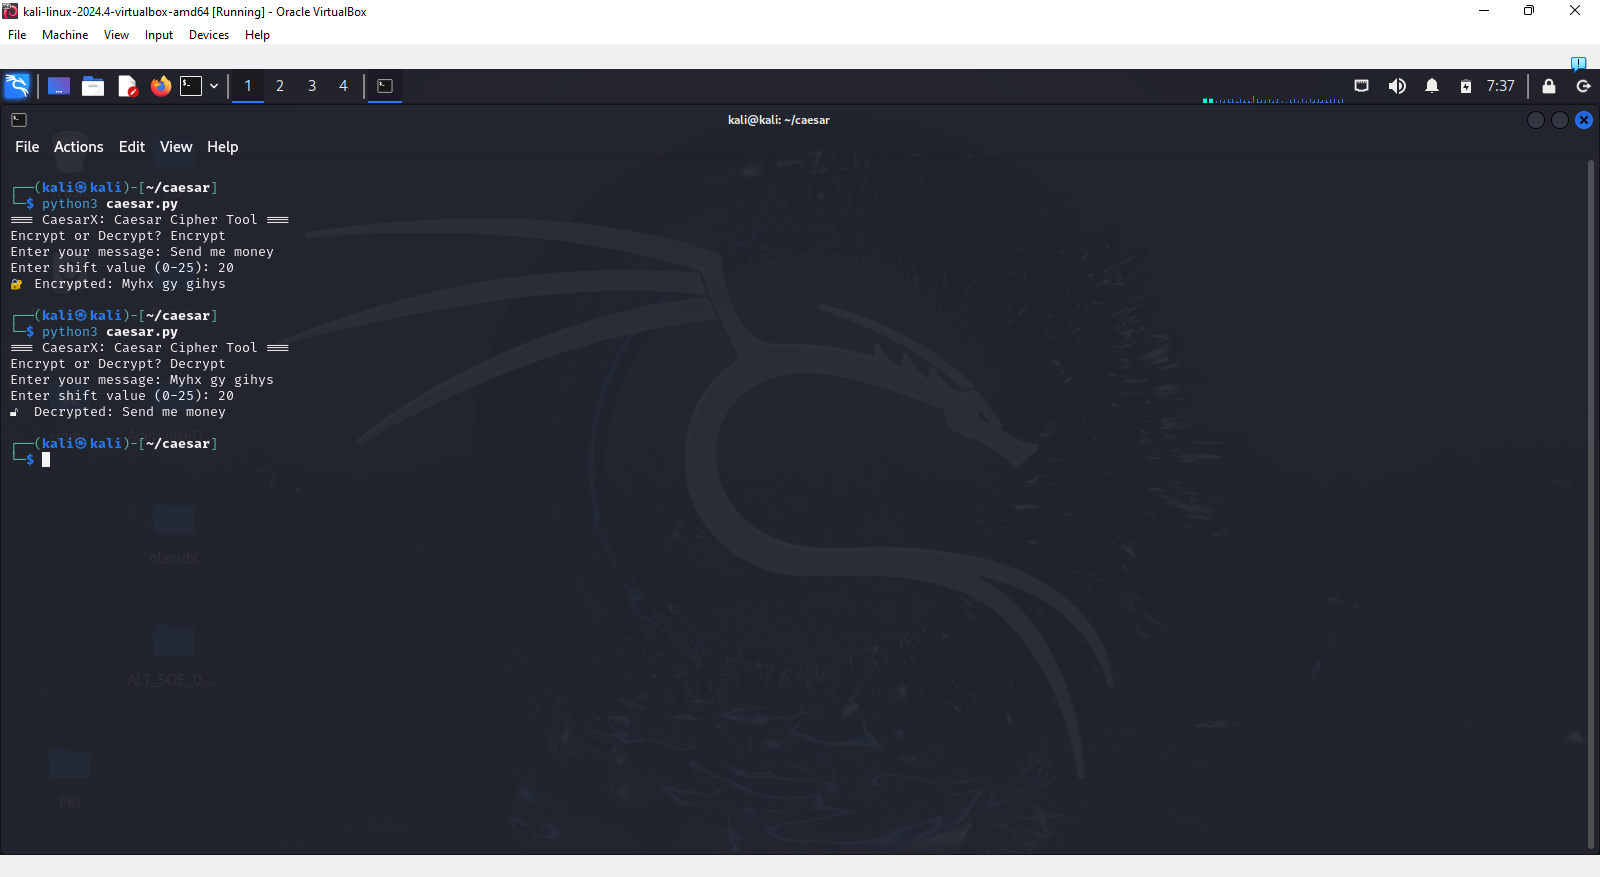 kali-linux-2024.4-virtualbox-amd64 [Running] - Oracle VirtualBox
File Machine View Input Devices Help
1 2 3 4 7:37
kali@kali: ~/caesar
File Actions Edit View Help
┌──(kali㉿kali)-[~/caesar]
└─$ python3 caesar.py
=== CaesarX: Caesar Cipher Tool ===
Encrypt or Decrypt? Encrypt
Enter your message: Send me money
Enter shift value (0-25): 20
🔐 Encrypted: Myhx gy gihys
┌──(kali㉿kali)-[~/caesar]
└─$ python3 caesar.py
=== CaesarX: Caesar Cipher Tool ===
Encrypt or Decrypt? Decrypt
Enter your message: Myhx gy gihys
Enter shift value (0-25): 20
🔓 Decrypted: Send me money
┌──(kali㉿kali)-[~/caesar]
└─$
olanubi
ALT_SOE_0...
PKI